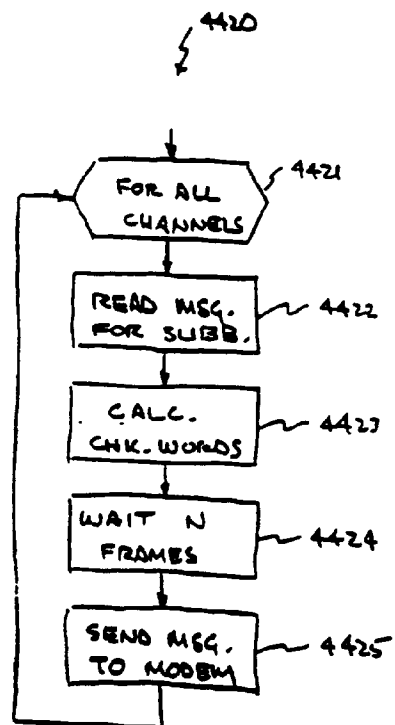 4420
FOR ALL
CHANNELS
4421
READ MSG.
FOR SUBB.
4422
CALC.
CHK. WORDS
4423
WAIT N
FRAMES
4424
SEND MSG.
TO MODEM
4425